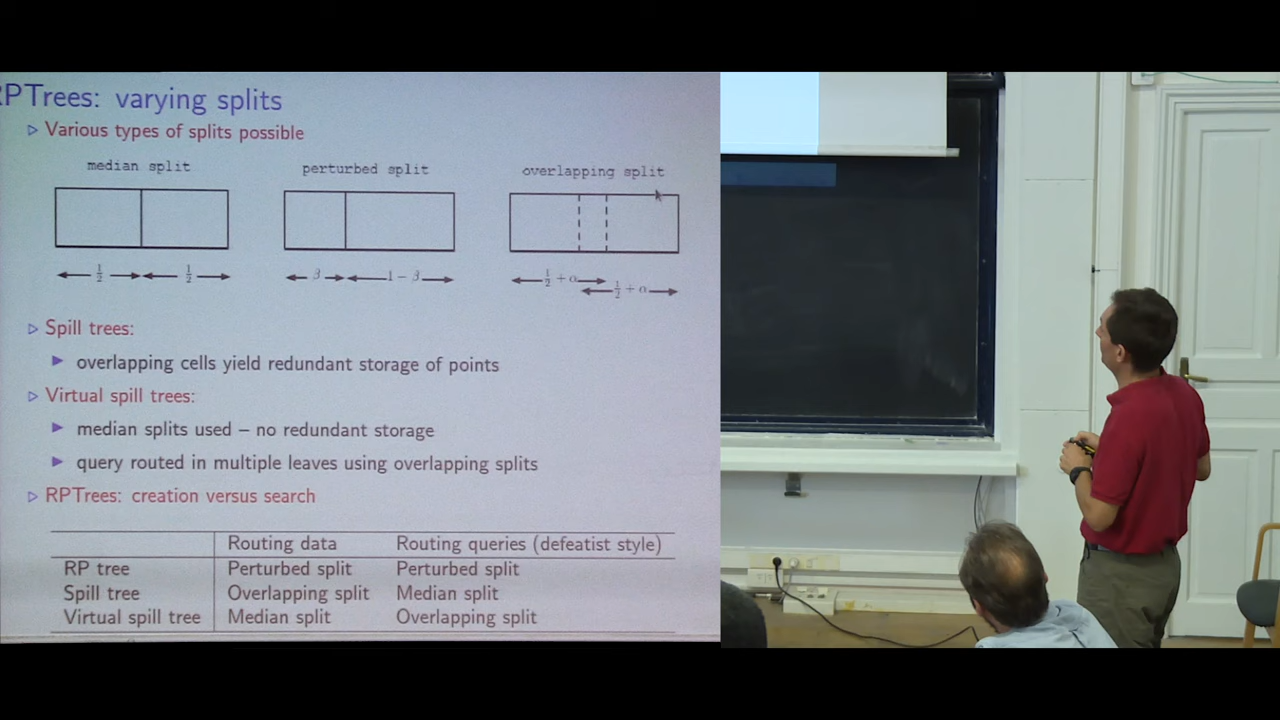 RPTrees: varying splits
▷ Various types of splits possible
median split perturbed split overlapping split
1/2 1/2 β 1 − β 1/2 + α
1/2 + α
▷ Spill trees:
▶ overlapping cells yield redundant storage of points
▷ Virtual spill trees:
▶ median splits used – no redundant storage
▶ query routed in multiple leaves using overlapping splits
▷ RPTrees: creation versus search
Routing data Routing queries (defeatist style)
RP tree Perturbed split Perturbed split
Spill tree Overlapping split Median split
Virtual spill tree Median split Overlapping split